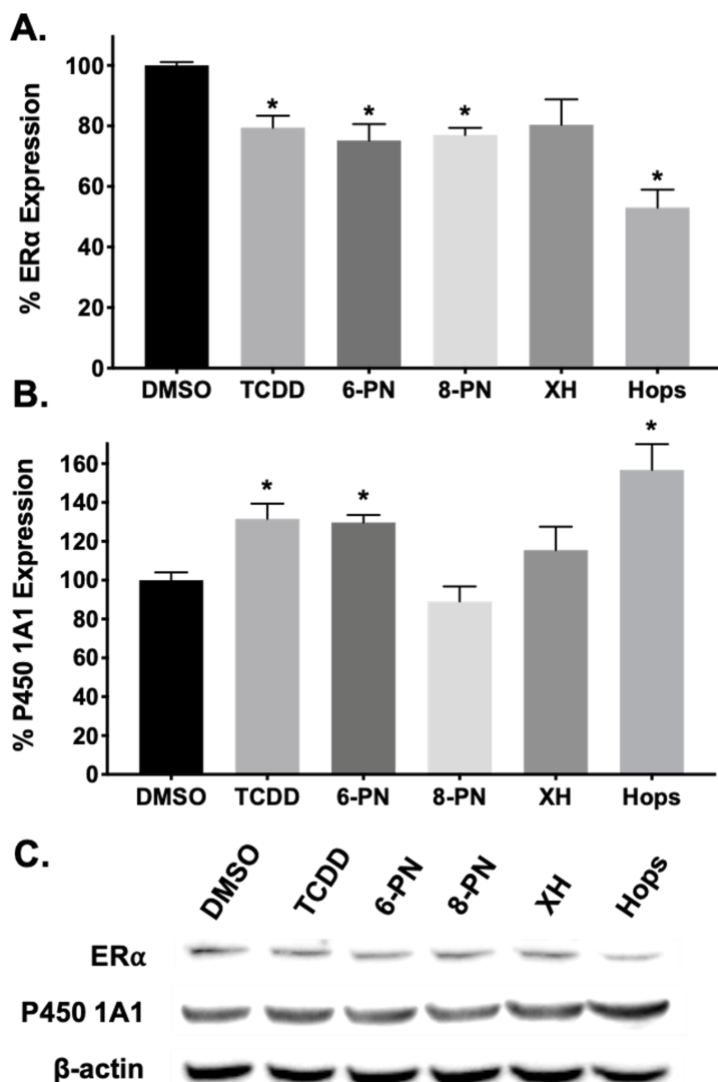 A.
% ERα Expression
100
80
60
40
20
0
* * * *
DMSO TCDD 6-PN 8-PN XH Hops
B.
% P450 1A1 Expression
160
140
120
100
80
60
40
20
0
* * *
DMSO TCDD 6-PN 8-PN XH Hops
C.
DMSO TCDD 6-PN 8-PN XH Hops
ERα
P450 1A1
β-actin